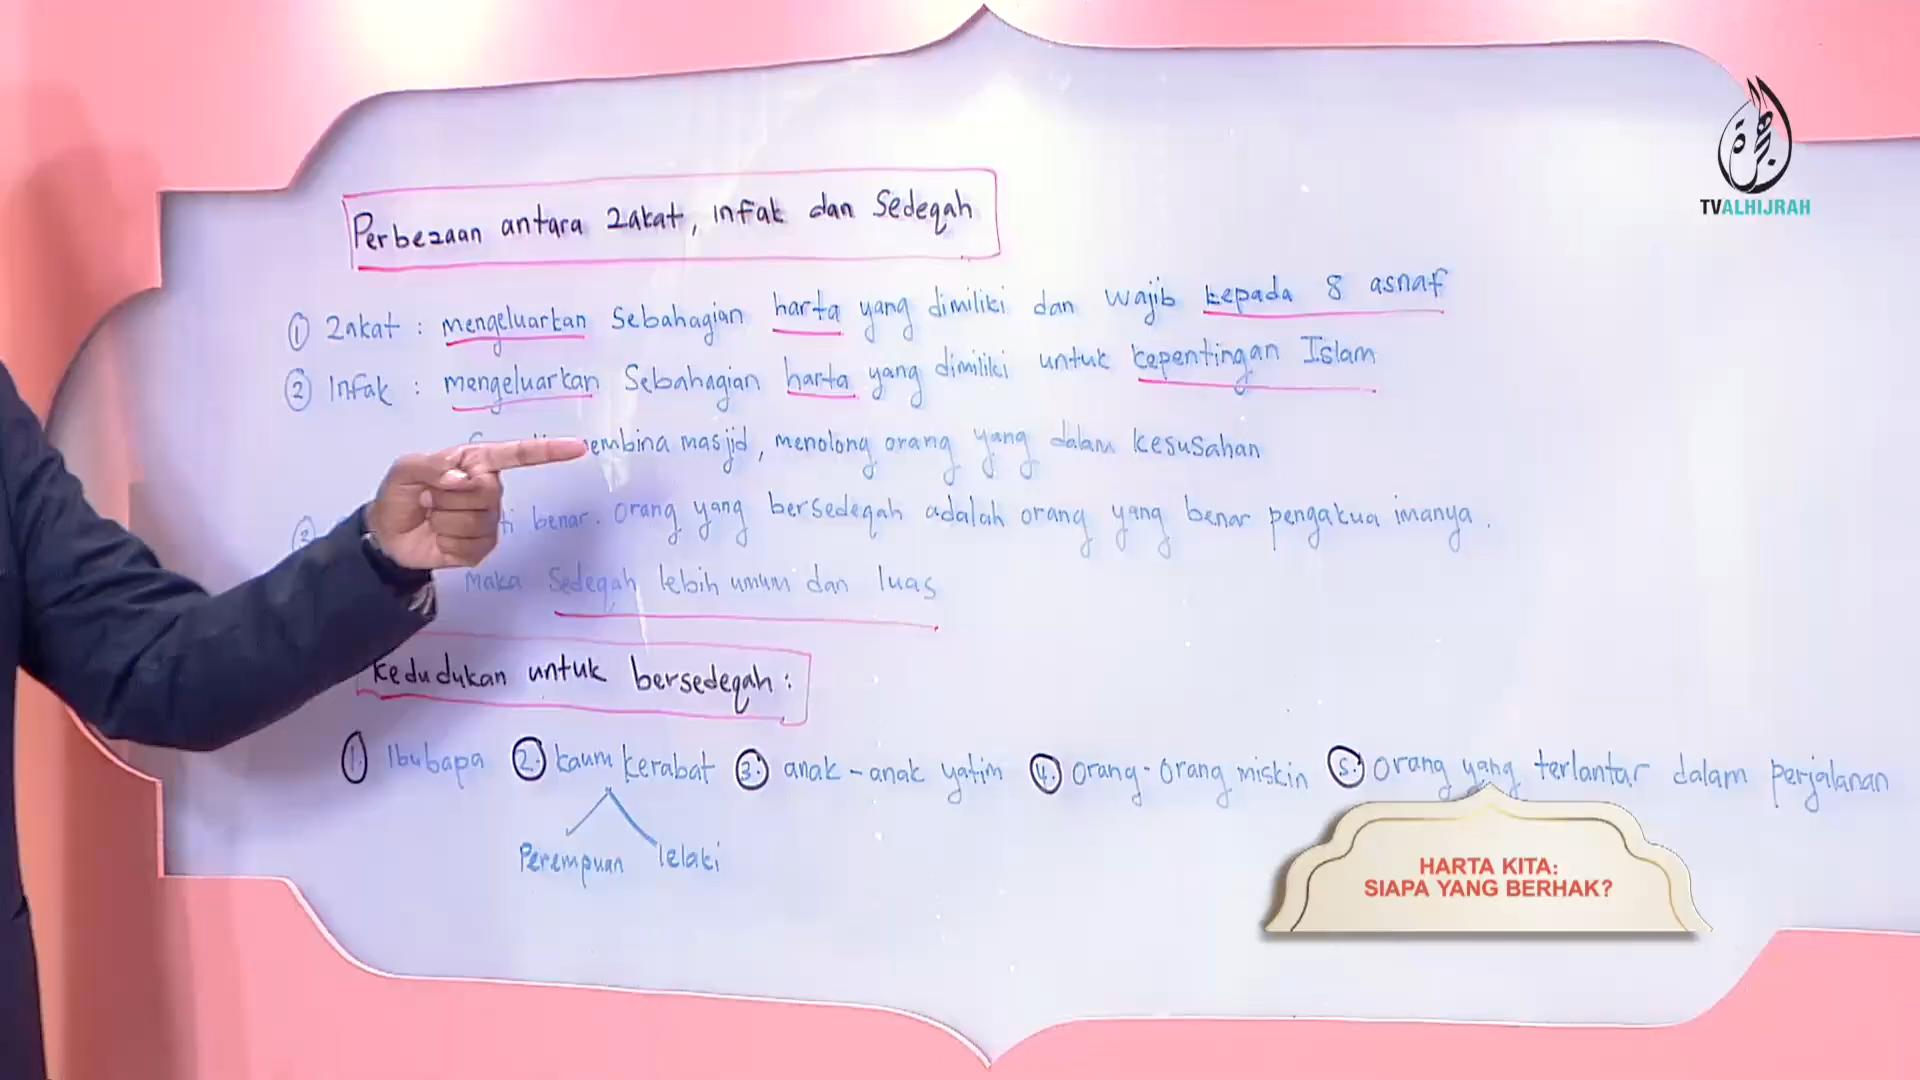 Perbezaan antara Zakat, infak dan Sedeqah
① Zakat : mengeluarkan Sebahagian harta yang dimiliki dan wajib kepada 8 asnaf
② Infak : mengeluarkan Sebahagian harta yang dimiliki untuk kepentingan Islam
membina masjid, menolong orang yang dalam kesusahan
benar. Orang yang bersedeqah adalah orang yang benar pengakua imanya.
Maka Sedeqah lebih umum dan luas
Kedudukan untuk bersedeqah :
1. Ibubapa 2. kaum kerabat 3. anak-anak yatim 4. orang-orang miskin 5. orang yang terlantar dalam perjalanan
Perempuan lelaki
HARTA KITA:
SIAPA YANG BERHAK?
هجرة
TVALHIJRAH